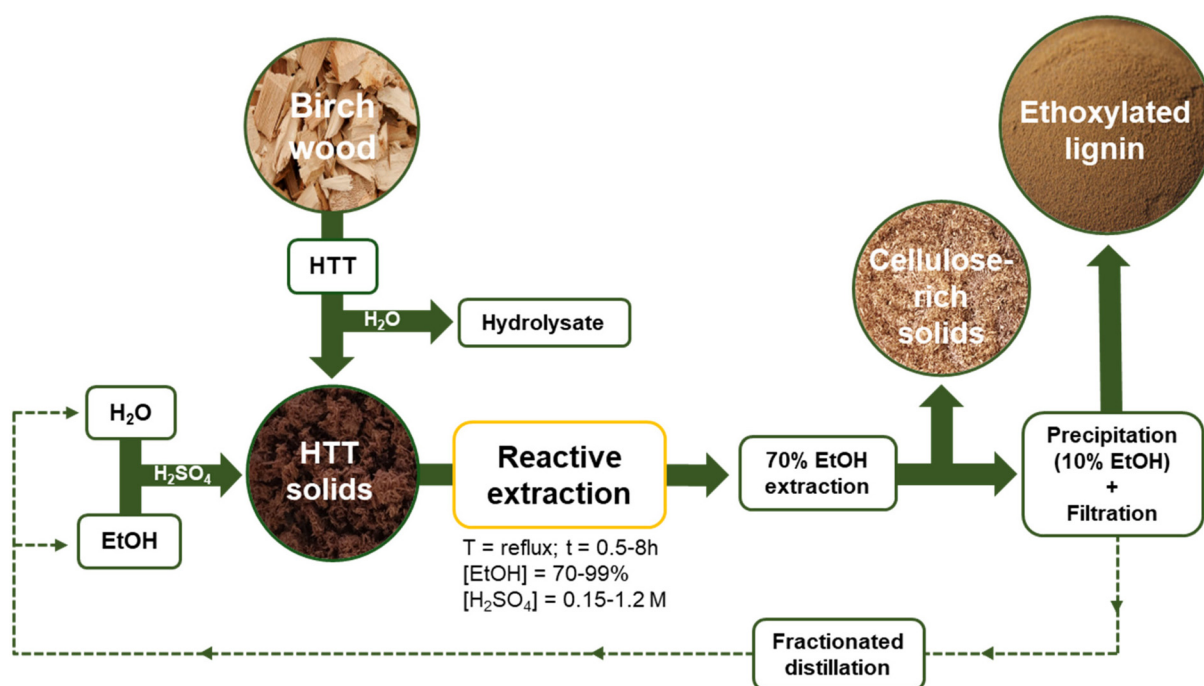 Birch
wood
Ethoxylated
lignin
HTT
Cellulose-
rich
solids
H₂O
Hydrolysate
H₂O
H₂SO₄
EtOH
HTT
solids
Reactive
extraction
T = reflux; t = 0.5-8h
[EtOH] = 70-99%
[H₂SO₄] = 0.15-1.2 M
70% EtOH
extraction
Precipitation
(10% EtOH)
+
Filtration
Fractionated
distillation